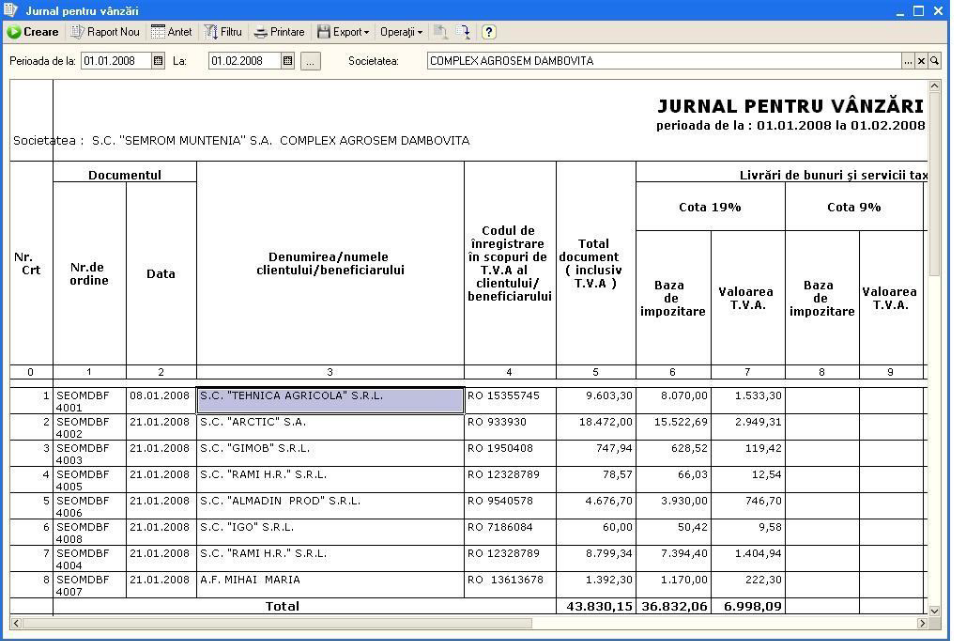 Jurnal pentru vânzări
Creare Raport Nou Antet Filtru Printare Export Operaţii ?
Perioada de la: 01.01.2008 La: 01.02.2008 ... Societatea: COMPLEX AGROSEM DAMBOVITA ...
JURNAL PENTRU VÂNZĂRI
perioada de la : 01.01.2008 la 01.02.2008
Societatea : S.C. "SEMROM MUNTENIA" S.A. COMPLEX AGROSEM DAMBOVITA
Nr. Crt
Documentul
Nr.de ordine
Data
Denumirea/numele
clientului/beneficiarului
Codul de
înregistrare
în scopuri de
T.V.A al
clientului/
beneficiarului
Total
document
( inclusiv
T.V.A )
Livrări de bunuri şi servicii tax
Cota 19%
Cota 9%
Baza
de
impozitare
Valoarea
T.V.A.
Baza
de
impozitare
Valoarea
T.V.A.
0 1 2 3 4 5 6 7 8 9
1 SEOMDBF 4001 08.01.2008 S.C. "TEHNICA AGRICOLA" S.R.L. RO 15355745 9.603,30 8.070,00 1.533,30
2 SEOMDBF 4002 21.01.2008 S.C. "ARCTIC" S.A. RO 933930 18.472,00 15.522,69 2.949,31
3 SEOMDBF 4003 21.01.2008 S.C. "GIMOB" S.R.L. RO 1950408 747,94 628,52 119,42
4 SEOMDBF 4005 21.01.2008 S.C. "RAMI H.R." S.R.L. RO 12328789 78,57 66,03 12,54
5 SEOMDBF 4006 21.01.2008 S.C. "ALMADIN PROD" S.R.L. RO 9540578 4.676,70 3.930,00 746,70
6 SEOMDBF 4008 21.01.2008 S.C. "IGO" S.R.L. RO 7186084 60,00 50,42 9,58
7 SEOMDBF 4004 21.01.2008 S.C. "RAMI H.R." S.R.L. RO 12328789 8.799,34 7.394,40 1.404,94
8 SEOMDBF 4007 21.01.2008 A.F. MIHAI MARIA RO 13613678 1.392,30 1.170,00 222,30
Total 43.830,15 36.832,06 6.998,09